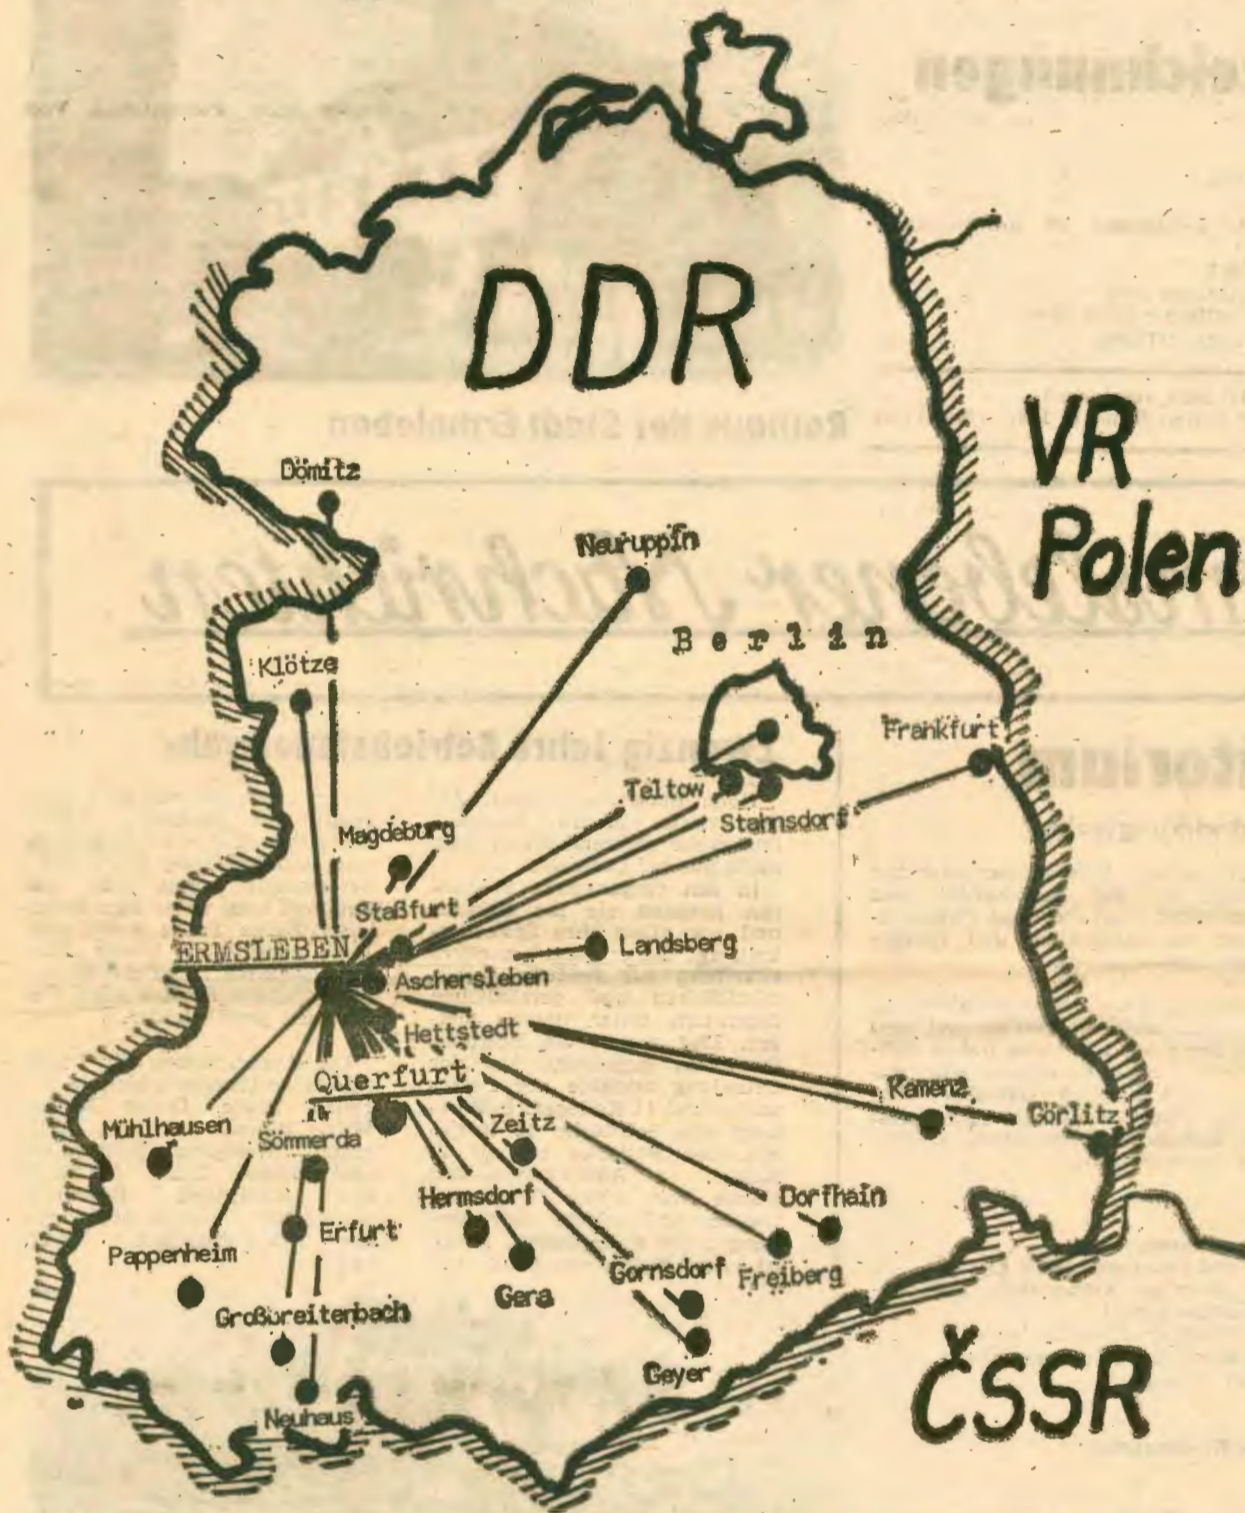 DDR
VR
Polen
Dömitz
Neuruppin
Berlin
Klötze
Frankfurt
Teltow
Stahnsdorf
Magdeburg
Staßfurt
ERMSLEBEN
Landsberg
Aschersleben
Hettstedt
Querfurt
Kamenz
Görlitz
Mühlhausen
Sömmerda
Zeitz
Hermsdorf
Dorfhain
Erfurt
Pappenheim
Gornsdorf
Freiberg
Gera
Großbreitenbach
Geyer
Neuhaus
ČSSR